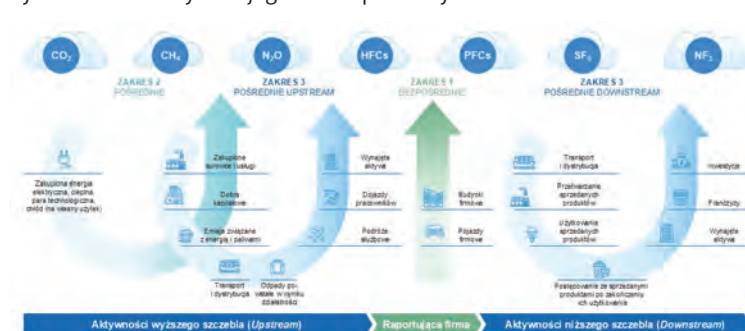 CO₂
CH₄
N₂O
HFCs
PFCs
SF₆
NF₃
ZAKRES 2
POŚREDNIE
ZAKRES 3
POŚREDNIE UPSTREAM
ZAKRES 1
BEZPOŚREDNIE
ZAKRES 3
POŚREDNIE DOWNSTREAM
Zakupiona energia
elektryczna, cieplna,
para technologiczna,
chłód (na własny użytek)
Zakupione
surowce i usługi
Dobra
kapitałowe
Emisje związane
z energią i paliwami
Transport
i dystrybucja
Odpady po-
wstałe w wyniku
działalności
Wynajęte
aktywa
Dojazdy
pracowników
Podróże
służbowe
Budynki
firmowe
Pojazdy
firmowe
Transport
i dystrybucja
Przetwarzanie
sprzedanych
produktów
Użytkowanie
sprzedanych
produktów
Postępowanie ze sprzedanymi
produktami po zakończeniu
ich użytkowania
Inwestycje
Franczyzy
Wynajęte
aktywa
Aktywności wyższego szczebla (Upstream)
Raportująca firma
Aktywności niższego szczebla (Downstream)